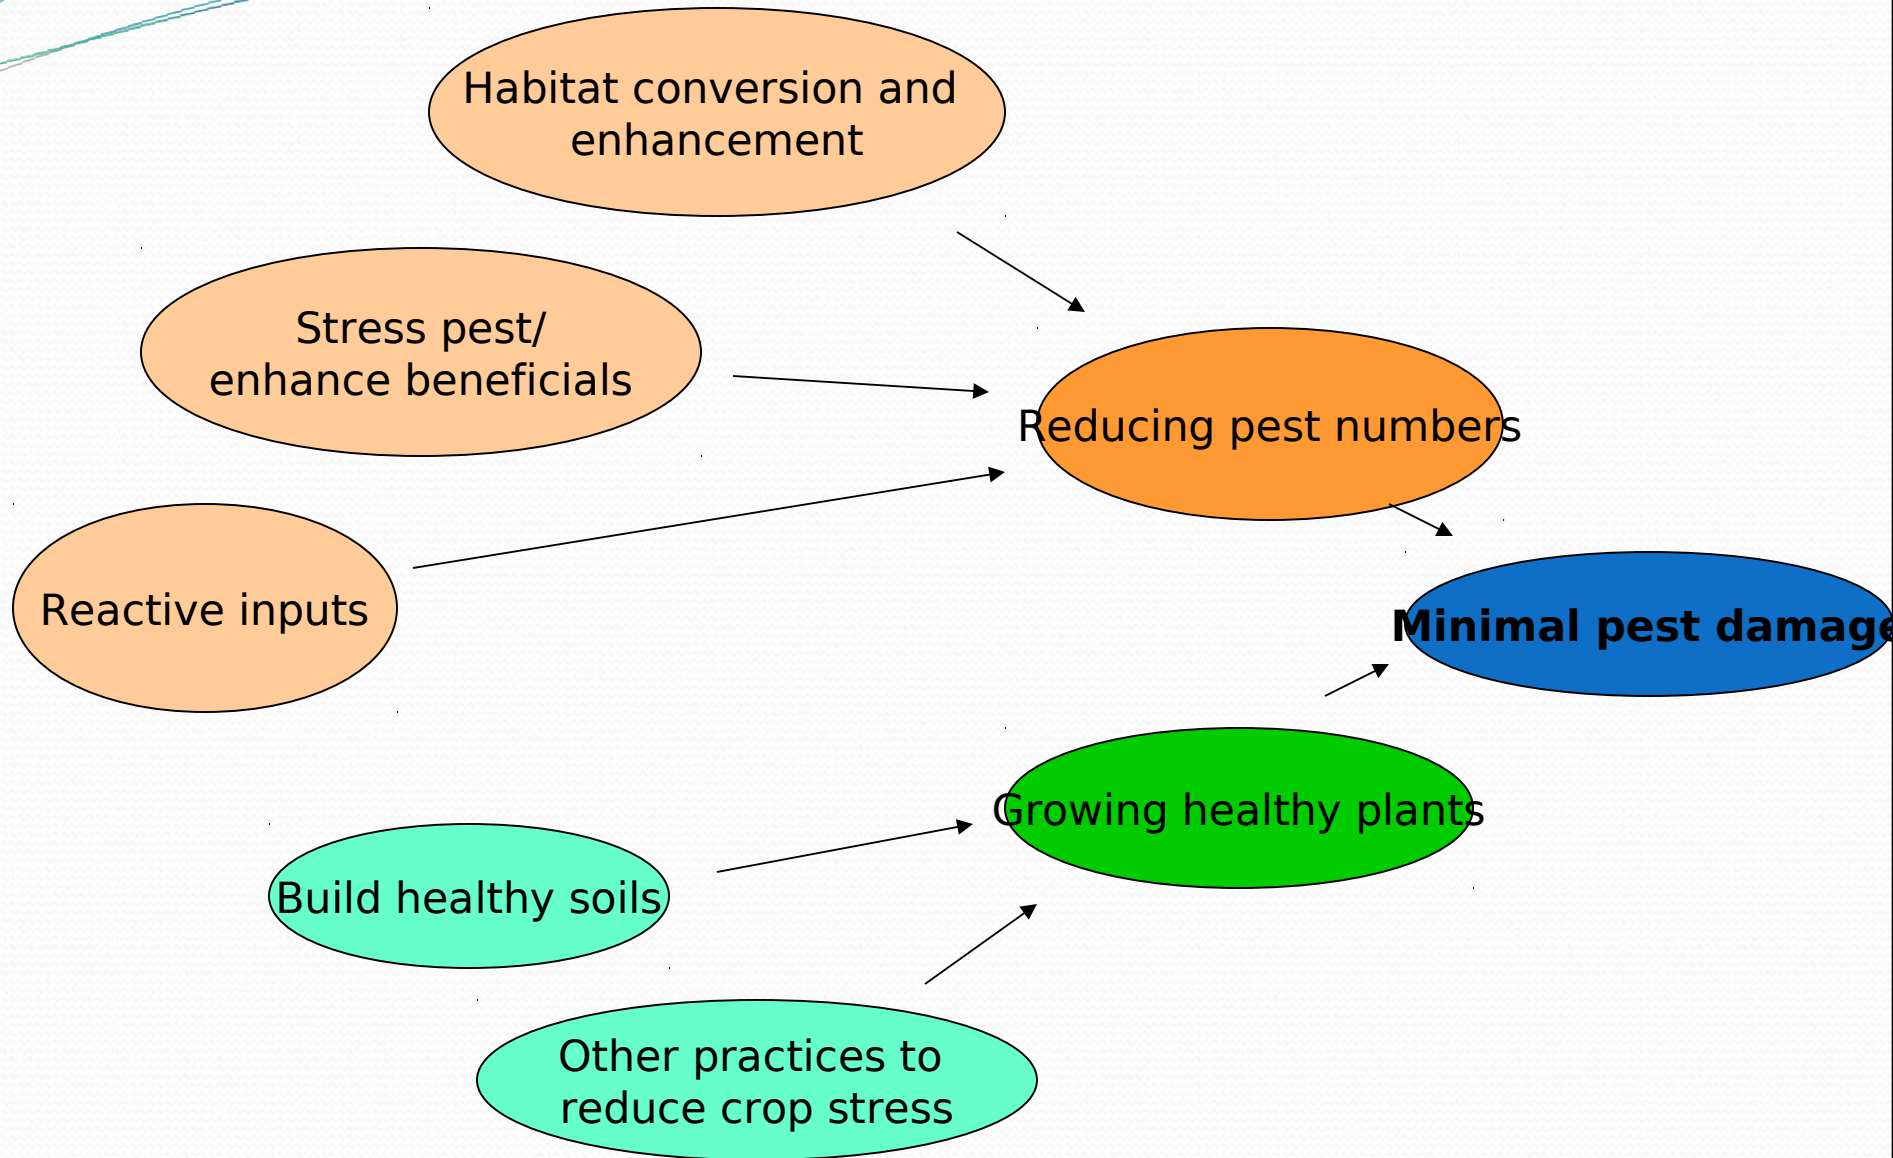 Habitat conversion and
enhancement
Stress pest/
enhance beneficials
Reducing pest numbers
Reactive inputs
Minimal pest damage
Growing healthy plants
Build healthy soils
Other practices to
reduce crop stress